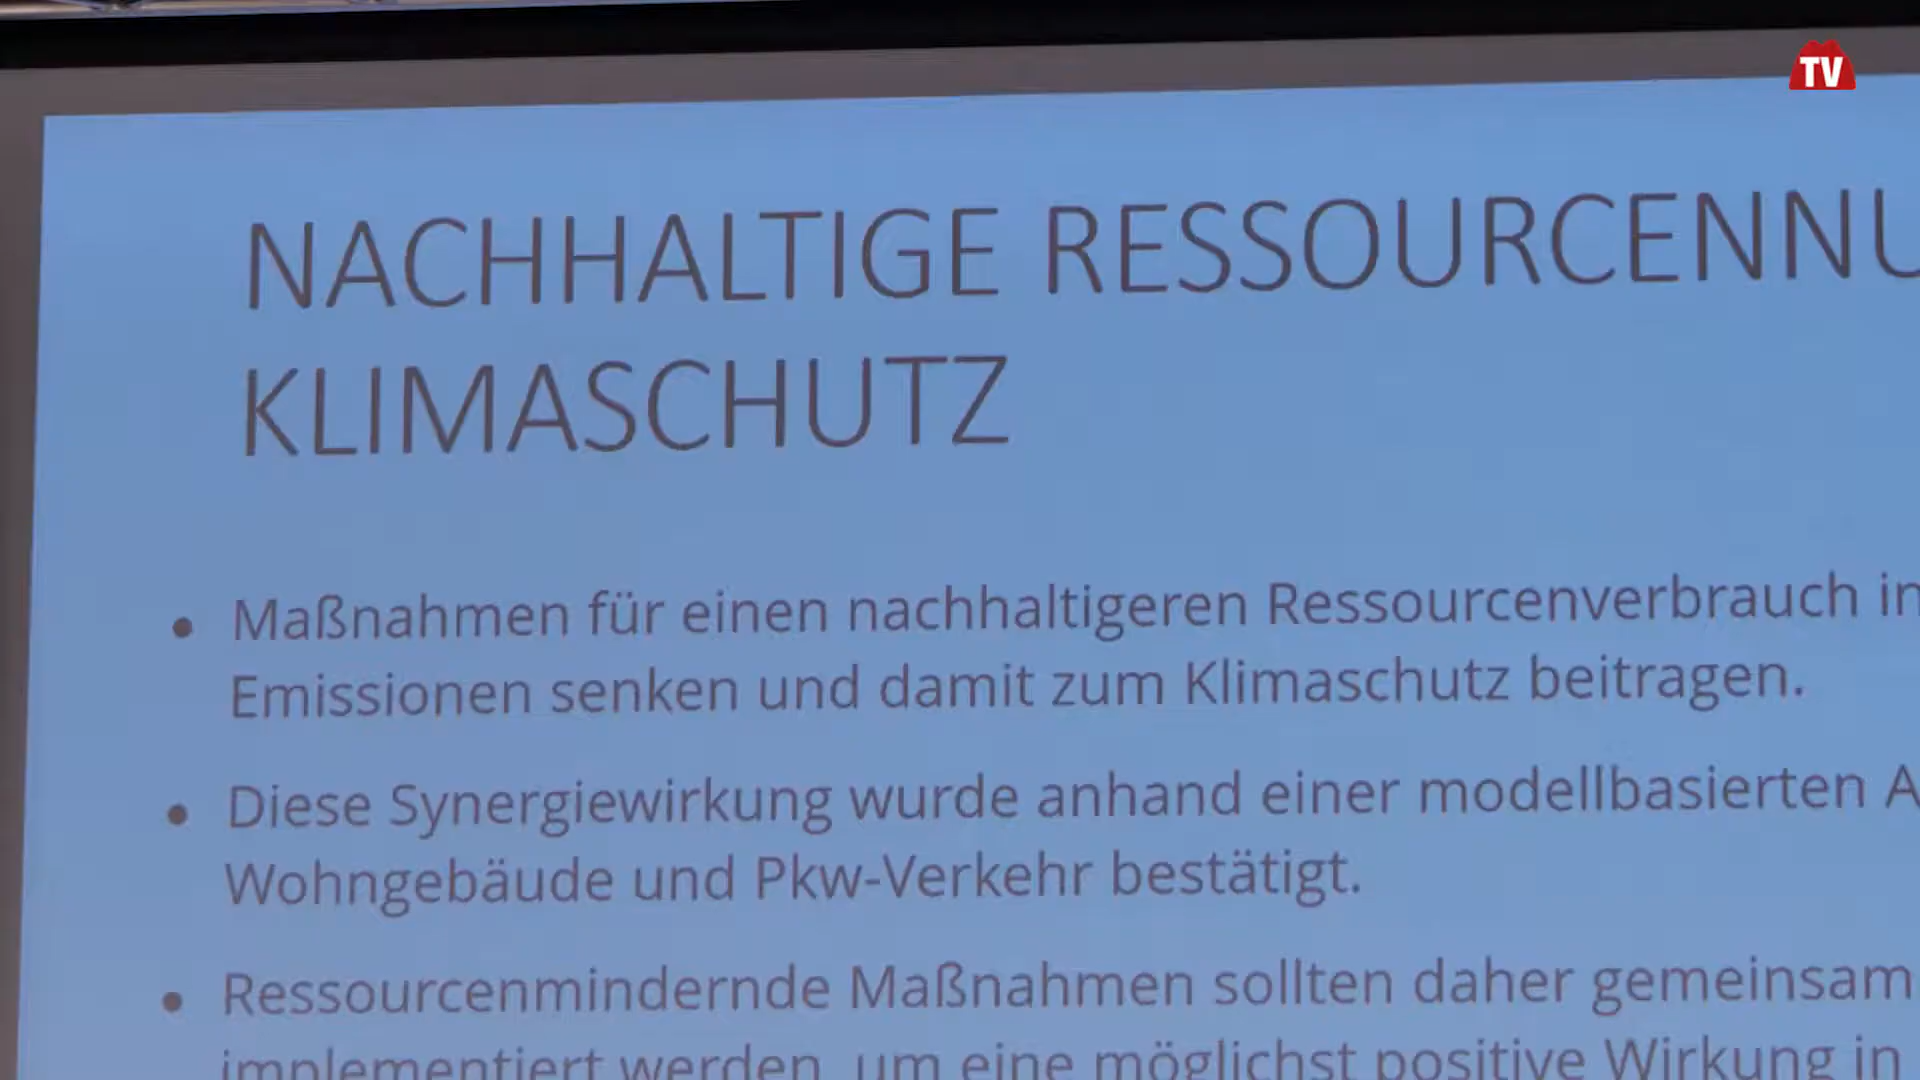 TV
NACHHALTIGE RESSOURCENNU
KLIMASCHUTZ
• Maßnahmen für einen nachhaltigeren Ressourcenverbrauch in
Emissionen senken und damit zum Klimaschutz beitragen.
• Diese Synergiewirkung wurde anhand einer modellbasierten A
Wohngebäude und Pkw-Verkehr bestätigt.
• Ressourcenmindernde Maßnahmen sollten daher gemeinsam
implementiert werden, um eine möglichst positive Wirkung in